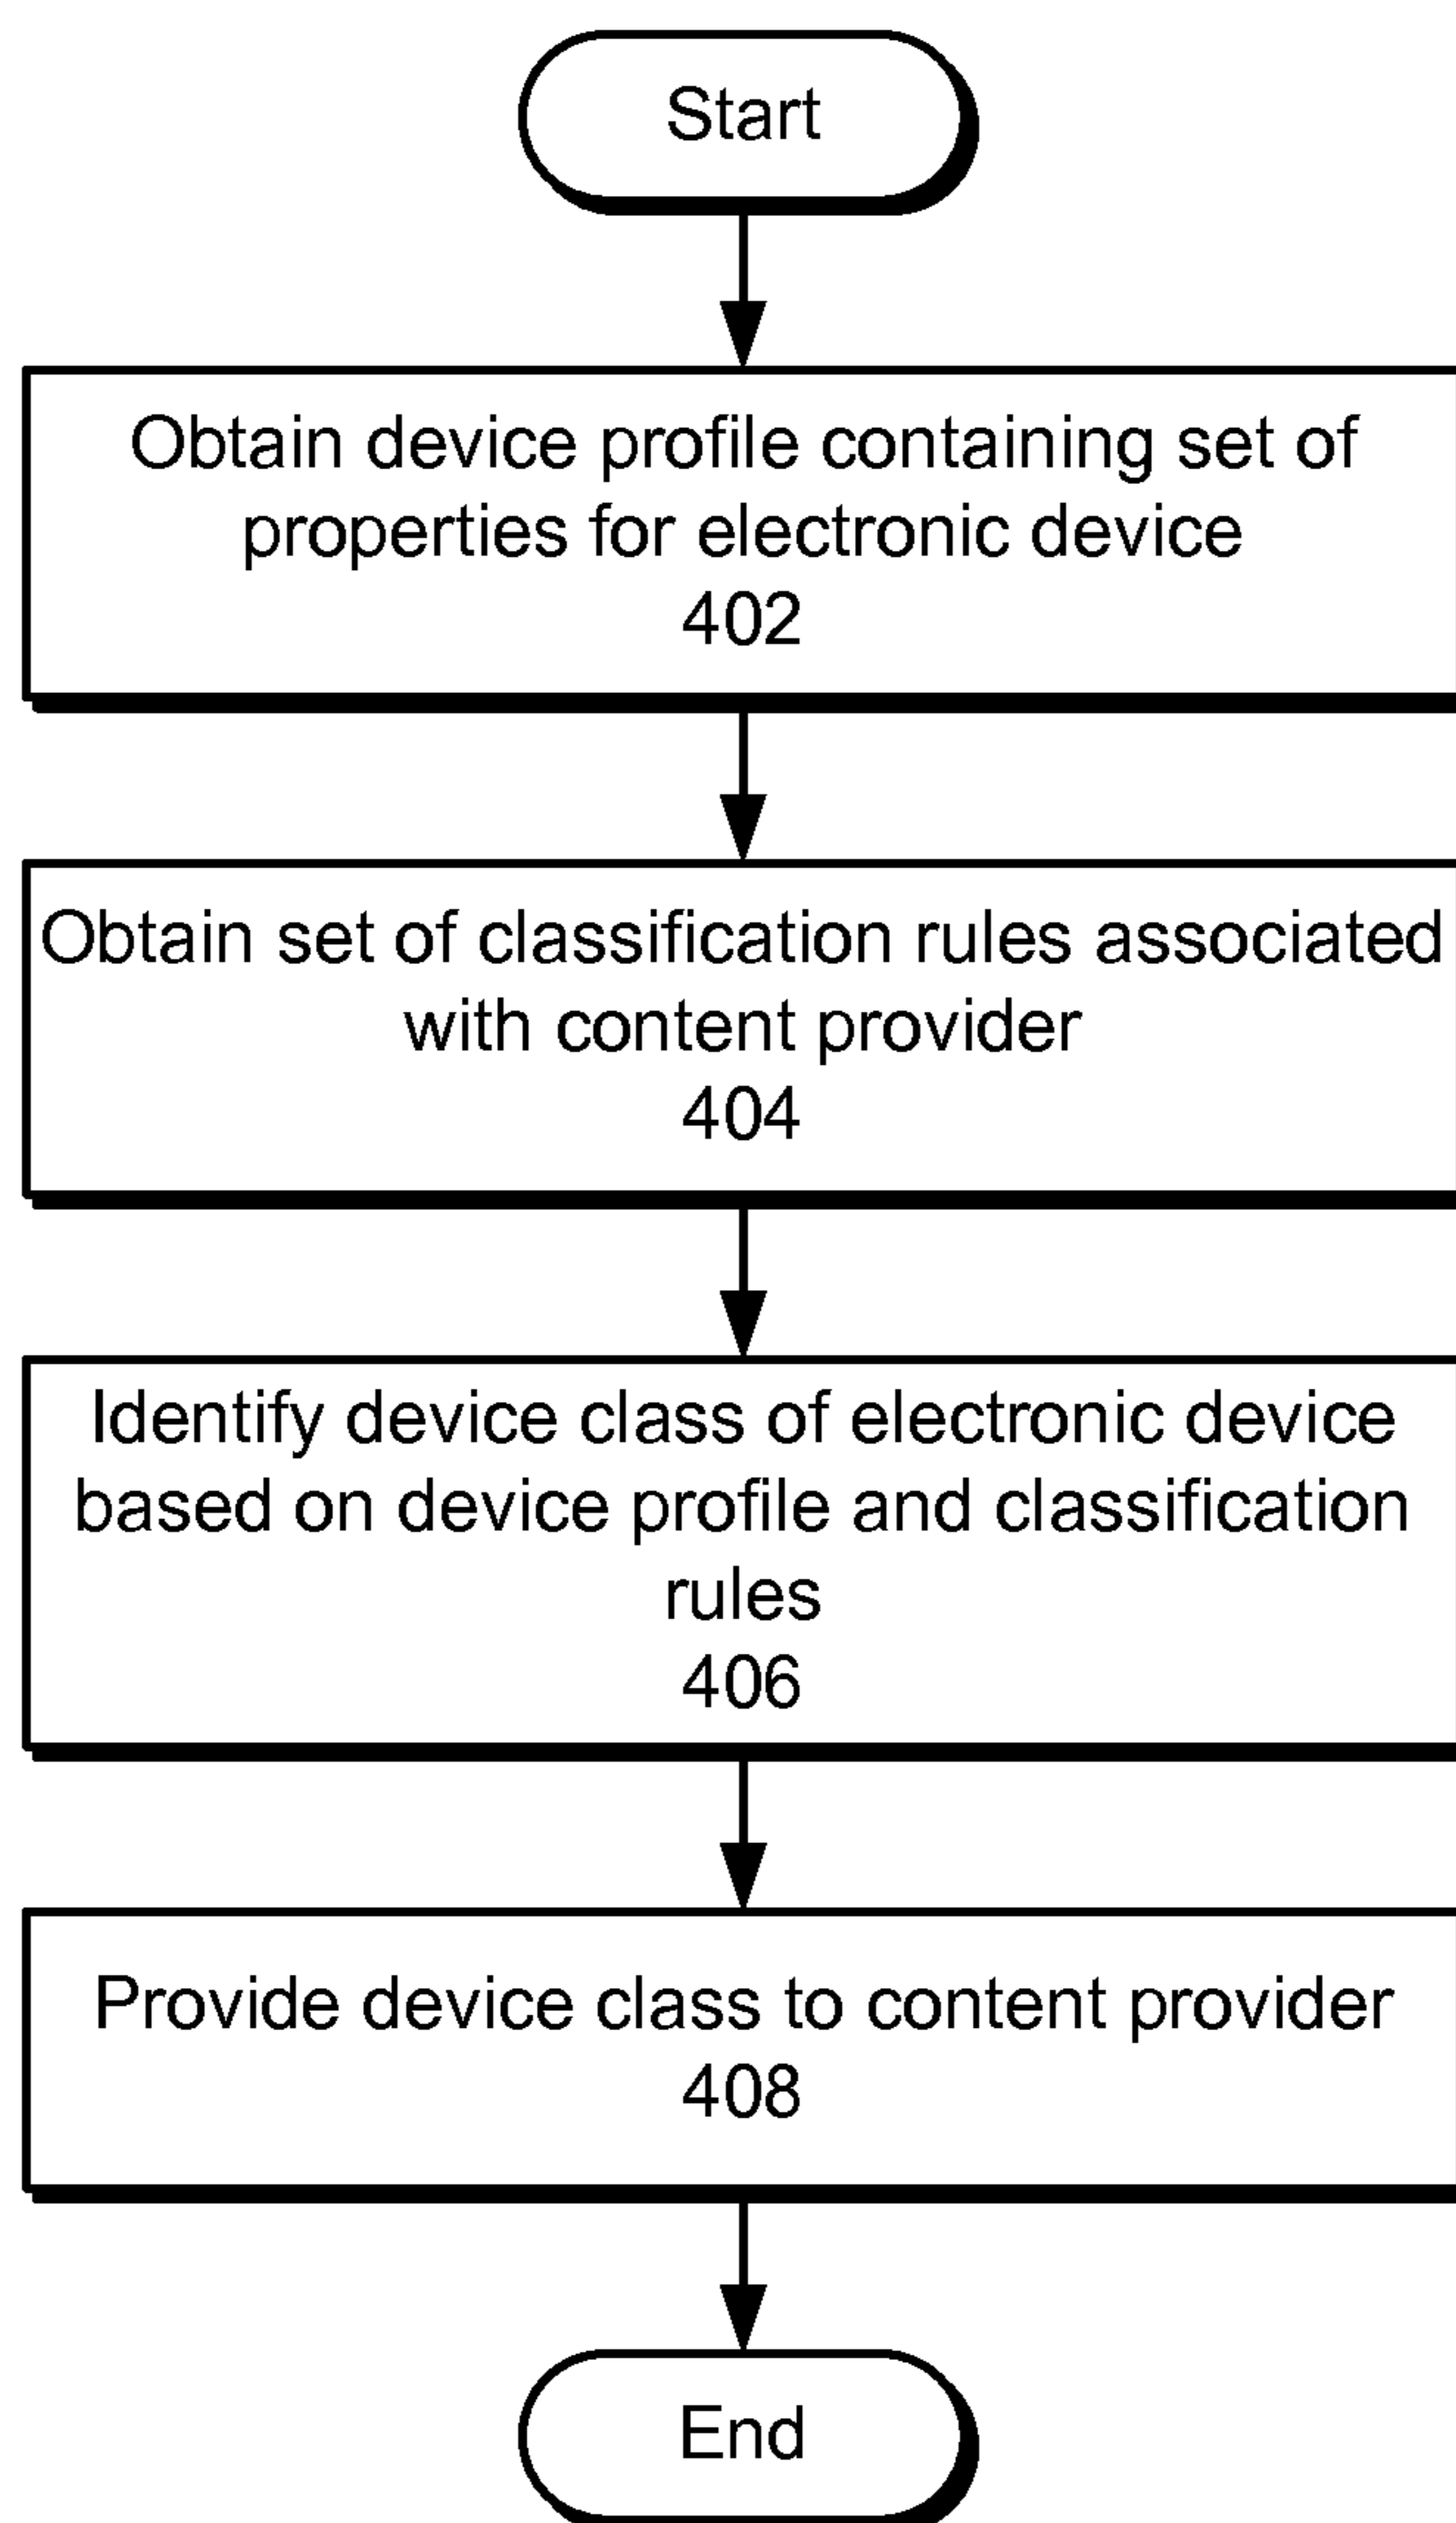 Start
Obtain device profile containing set of
properties for electronic device
402
Obtain set of classification rules associated
with content provider
404
Identify device class of electronic device
based on device profile and classification
rules
406
Provide device class to content provider
408
End